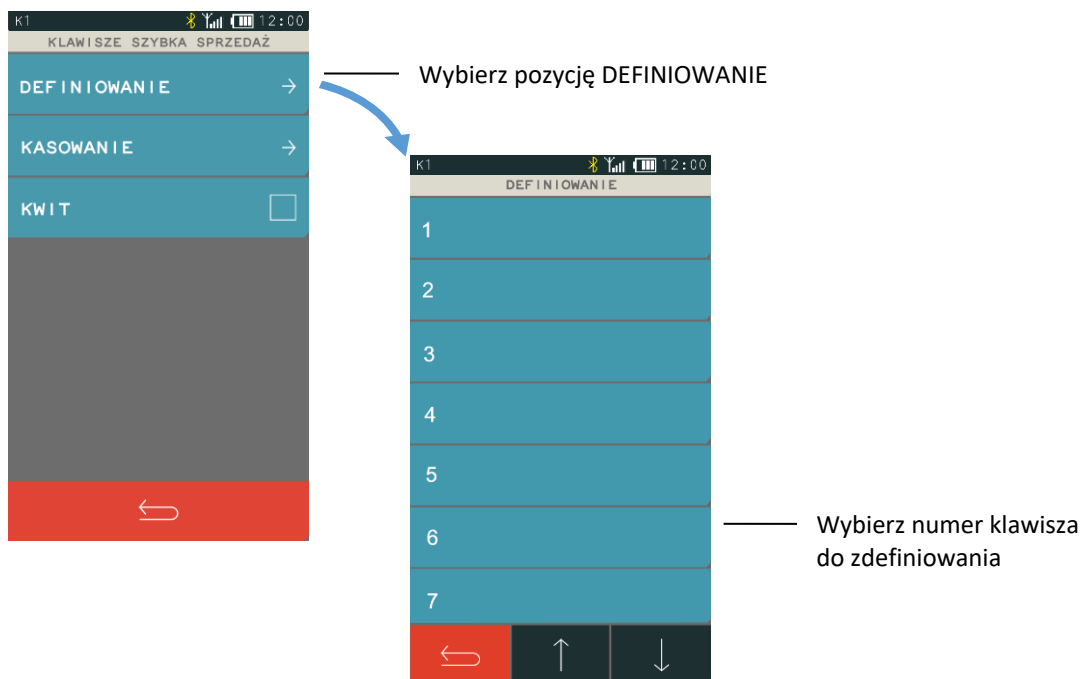 K1 12:00
KLAWISZE SZYBKA SPRZEDAŻ
DEFINIOWANIE
KASOWANIE
KWIT
Wybierz pozycję DEFINIOWANIE
K1 12:00
DEFINIOWANIE
1
2
3
4
5
6
7
Wybierz numer klawisza
do zdefiniowania